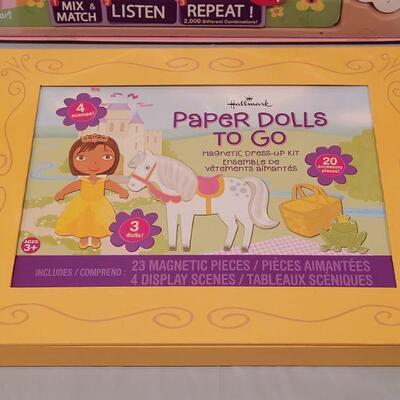 MIX &
MATCH
LISTEN
REPEAT !
2,000 Different Combinations!
Hallmark
PAPER DOLLS
TO GO
MAGNETIC DRESS-UP KIT
ENSEMBLE DE
VÊTEMENTS AIMANTÉS
4
scenes!
20
accessory
pieces!
3
dolls!
AGES
3+
INCLUDES / COMPREND : 23 MAGNETIC PIECES / PIÈCES AIMANTÉES
4 DISPLAY SCENES / TABLEAUX SCÉNIQUES